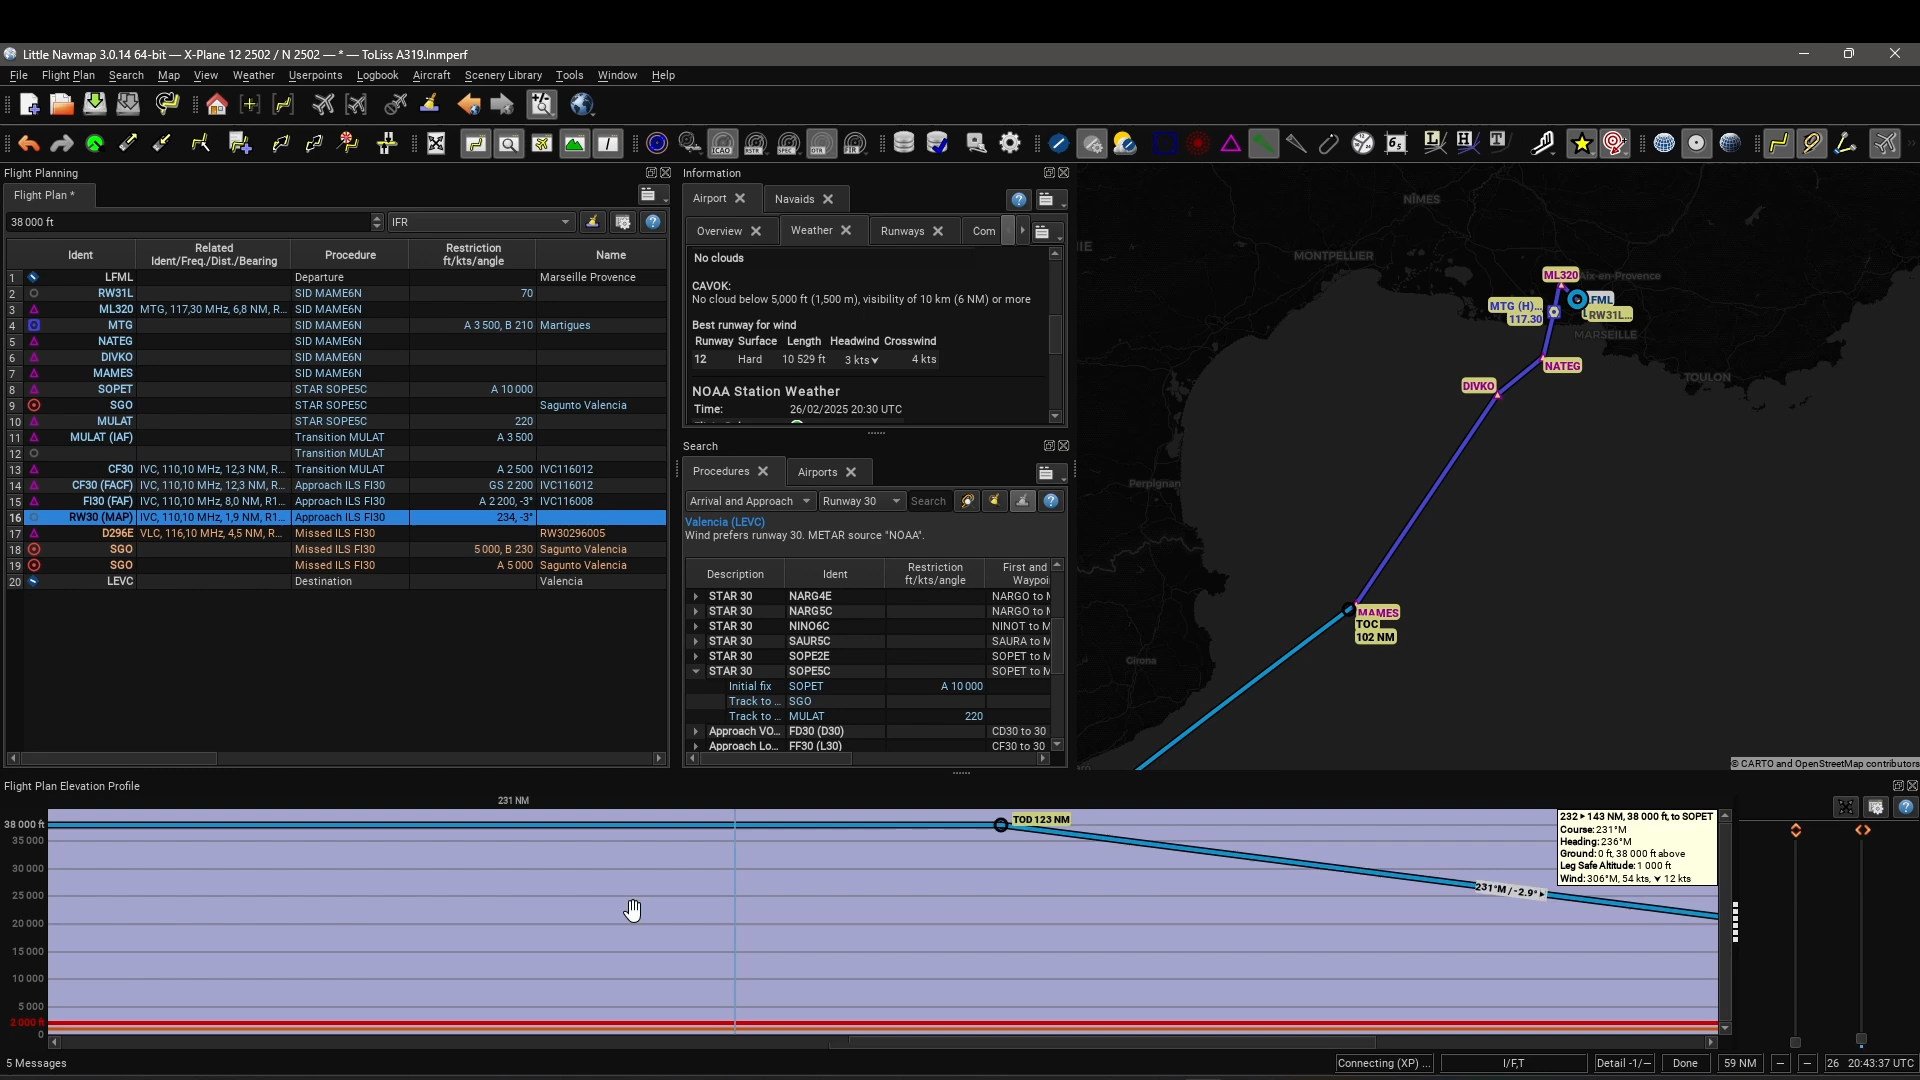 Little Navmap 3.0.14 64-bit — X-Plane 12 2502 / N 2502 — * — ToLiss A319.lnmperf
File Flight Plan Search Map View Weather Userpoints Logbook Aircraft Scenery Library Tools Window Help
Flight Planning
Flight Plan *
38 000 ft IFR
Ident Related Ident/Freq./Dist./Bearing Procedure Restriction ft/kts/angle Name
1 LFML Departure Marseille Provence
2 RW31L SID MAME6N 70
3 ML320 MTG, 117,30 MHz, 6,8 NM, R... SID MAME6N
4 MTG SID MAME6N A 3 500, B 210 Martigues
5 NATEG SID MAME6N
6 DIVKO SID MAME6N
7 MAMES SID MAME6N
8 SOPET STAR SOPE5C A 10 000
9 SGO STAR SOPE5C Sagunto Valencia
10 MULAT STAR SOPE5C 220
11 MULAT (IAF) Transition MULAT A 3 500
12 Transition MULAT
13 CF30 IVC, 110,10 MHz, 12,3 NM, R... Transition MULAT A 2 500 IVC116012
14 CF30 (FACF) IVC, 110,10 MHz, 12,3 NM, R... Approach ILS FI30 GS 2 200 IVC116012
15 FI30 (FAF) IVC, 110,10 MHz, 8,0 NM, R1... Approach ILS FI30 A 2 200, -3° IVC116008
16 RW30 (MAP) IVC, 110,10 MHz, 1,9 NM, R1... Approach ILS FI30 234, -3°
17 D296E VLC, 116,10 MHz, 4,5 NM, R... Missed ILS FI30 RW30296005
18 SGO Missed ILS FI30 5 000, B 230 Sagunto Valencia
19 SGO Missed ILS FI30 A 5 000 Sagunto Valencia
20 LEVC Destination Valencia
Information
Airport Navaids
Overview Weather Runways Com
No clouds
CAVOK:
No cloud below 5,000 ft (1,500 m), visibility of 10 km (6 NM) or more
Best runway for wind
Runway Surface Length Headwind Crosswind
12 Hard 10 529 ft 3 kts 4 kts
NOAA Station Weather
Time: 26/02/2025 20:30 UTC
Search
Procedures Airports
Arrival and Approach Runway 30 Search
Valencia (LEVC)
Wind prefers runway 30. METAR source "NOAA".
Description Ident Restriction ft/kts/angle First and Waypoi
STAR 30 NARG4E NARGO to M
STAR 30 NARG5C NARGO to M
STAR 30 NINO6C NINOT to M
STAR 30 SAUR5C SAURA to M
STAR 30 SOPE2E SOPET to M
STAR 30 SOPE5C SOPET to M
Initial fix SOPET A 10 000
Track to ... SGO
Track to ... MULAT 220
Approach VO... FD30 (D30) CD30 to 30
Approach Lo... FF30 (L30) CF30 to 30
NÎMES
MONTPELLIER
ML320
Aix-en-Provence
MTG (H)...
117.30
LFML
RW31L...
MARSEILLE
NATEG
TOULON
DIVKO
Perpignan
MAMES
TOC
102 NM
Girona
© CARTO and OpenStreetMap contributors
Flight Plan Elevation Profile
231 NM
38 000 ft
35 000
30 000
25 000
20 000
15 000
10 000
5 000
2 000 ft
0
TOD 123 NM
231°M / -2.9°
232 ▸ 143 NM, 38 000 ft, to SOPET
Course: 231°M
Heading: 236°M
Ground: 0 ft, 38 000 ft above
Leg Safe Altitude: 1 000 ft
Wind: 306°M, 54 kts, 12 kts
5 Messages Connecting (XP) ... I/F,T Detail -1/— Done 59 NM — — 26 20:43:37 UTC